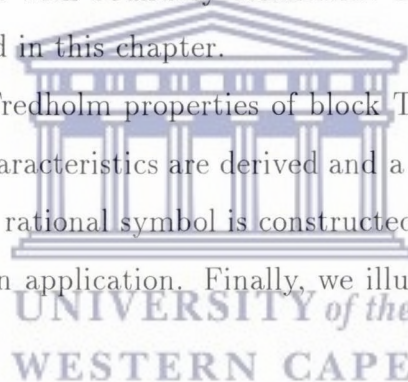 d in this chapter.
Fredholm properties of block T
aracteristics are derived and a
rational symbol is constructed
n application. Finally, we illu
UNIVERSITY of the
WESTERN CAPE